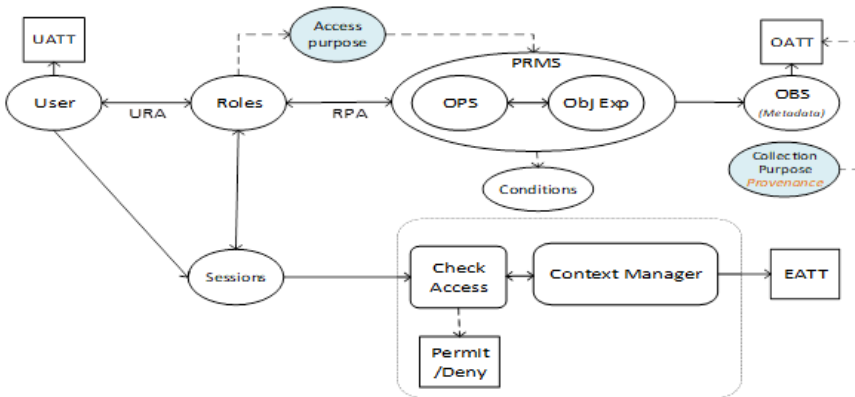 Access
purpose
UATT
OATT
PRMS
User
URA
Roles
RPA
OPS
Obj Exp
OBS
(Metadata)
Collection
Purpose
Provenance
Conditions
Sessions
Check
Access
Context Manager
EATT
Permit
/Deny